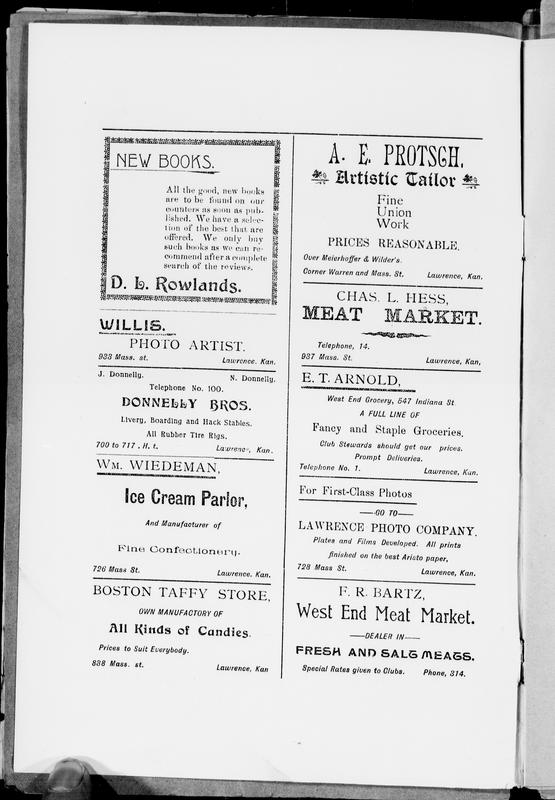 NEW BOOKS.
All the good, new books
are to be found on our
counters as soon as pub-
lished. We have a selec-
tion of the best that are
offered. We only buy
such books as we can re-
commend after a complete
search of the reviews.
D. L. Rowlands.
WILLIS.
PHOTO ARTIST.
933 Mass. st. Lawrence. Kan.
J. Donnelly. N. Donnelly.
Telephone No. 100.
DONNELLY BROS.
Livery, Boarding and Hack Stables.
All Rubber Tire Rigs.
700 to 717 . H. t. Lawrence, Kan.
WM. WIEDEMAN,
Ice Cream Parlor,
And Manufacturer of
Fine Confectionery.
726 Mass St. Lawrence. Kan.
BOSTON TAFFY STORE,
OWN MANUFACTORY OF
All Kinds of Candies.
Prices to Suit Everybody.
838 Mass. st. Lawrence, Kan
A. E. PROTSCH,
Artistic Tailor
Fine
Union
Work
PRICES REASONABLE.
Over Meierhoffer & Wilder's.
Corner Warren and Mass. St. Lawrence, Kan.
CHAS. L. HESS,
MEAT MARKET.
Telephone, 14.
937 Mass. St. Lawrence, Kan,
E. T. ARNOLD,
West End Grocery, 647 Indiana St
A FULL LINE OF
Fancy and Staple Groceries.
Club Stewards should get our prices.
Prompt Deliveries.
Telephone No. 1. Lawrence, Kan.
For First-Class Photos
—GO TO—
LAWRENCE PHOTO COMPANY.
Plates and Films Developed. All prints
finished on the best Aristo paper,
728 Mass St. Lawrence, Kan.
F. R. BARTZ,
West End Meat Market.
—DEALER IN—
FRESH AND SALT MEATS.
Special Rates given to Clubs. Phone, 314.